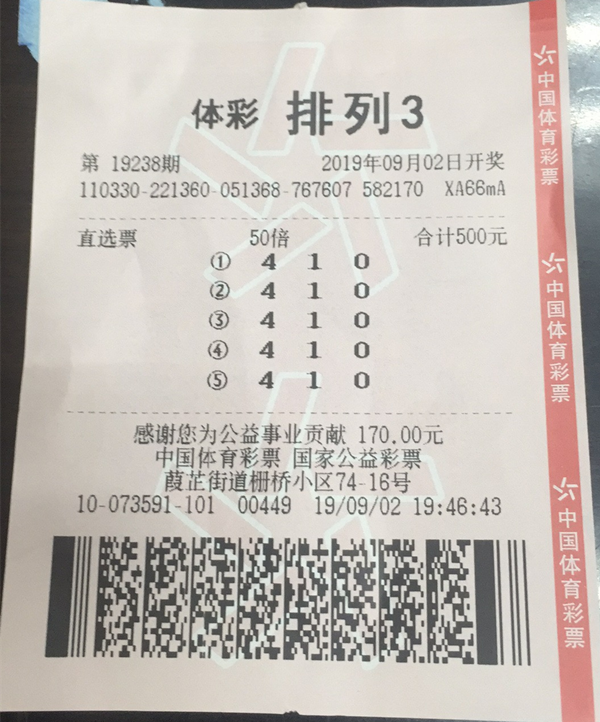 体彩 排列3
第 19238期 2019年09月02日开奖
110330-221360-051368-767607 582170 XA66mA
直选票 50倍 合计500元
① 4 1 0
② 4 1 0
③ 4 1 0
④ 4 1 0
⑤ 4 1 0
感谢您为公益事业贡献 170.00元
中国体育彩票 国家公益彩票
葭芷街道栅桥小区74-16号
10-073591-101 00449 19/09/02 19:46:43
中国体育彩票
中国体育彩票
中国体育彩票